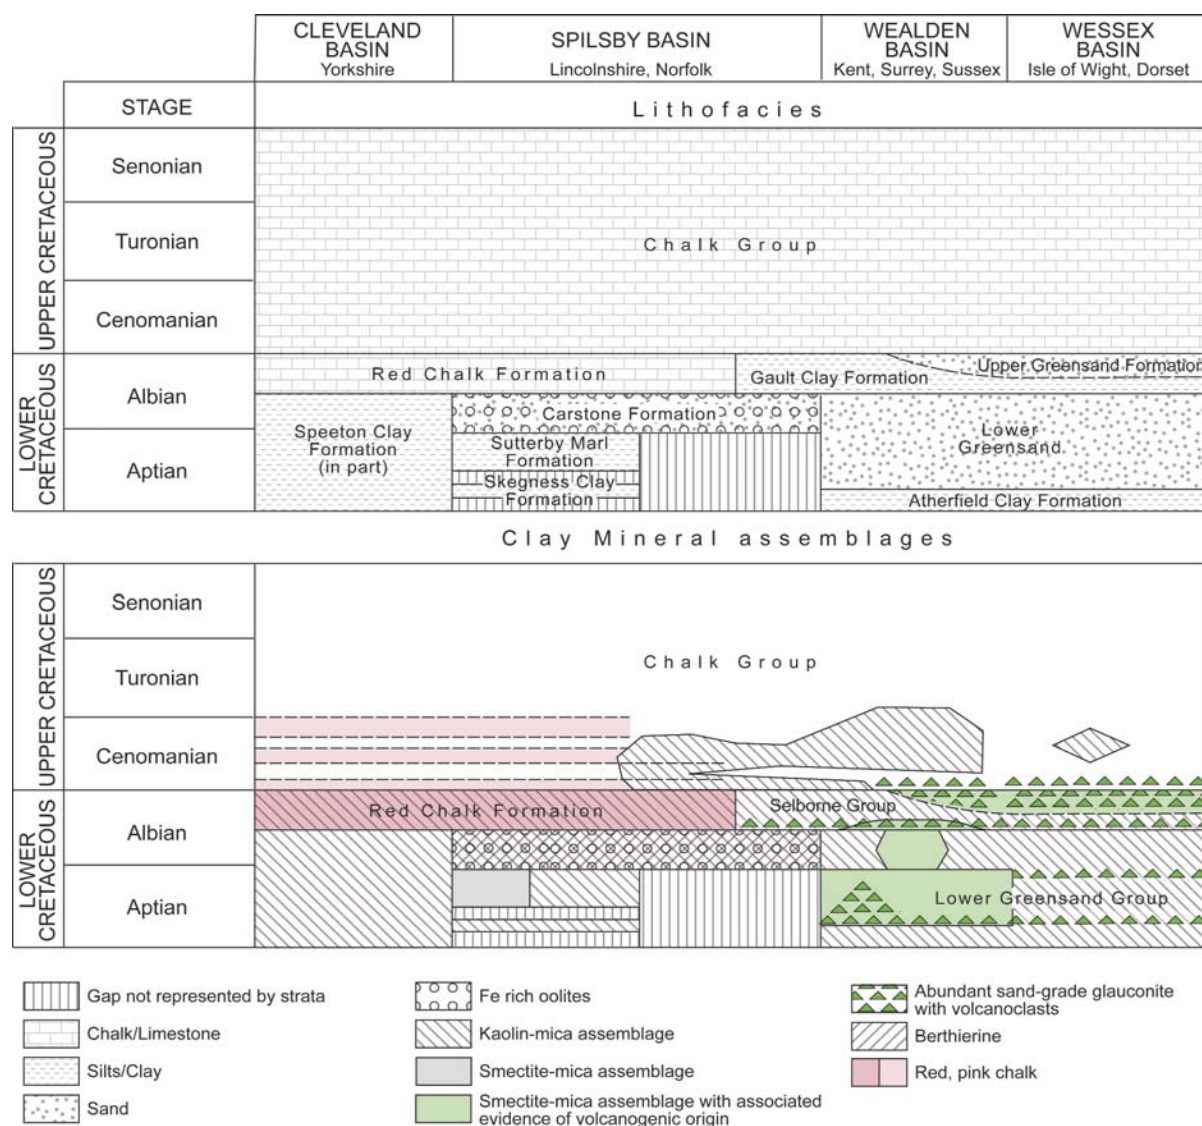 CLEVELAND
BASIN
Yorkshire
SPILSBY BASIN
Lincolnshire, Norfolk
WEALDEN
BASIN
Kent, Surrey, Sussex
WESSEX
BASIN
Isle of Wight, Dorset
STAGE
Lithofacies
UPPER CRETACEOUS
Senonian
Turonian
Cenomanian
Chalk Group
LOWER
CRETACEOUS
Albian
Aptian
Red Chalk Formation
Gault Clay Formation
Upper Greensand Formation
Speeton Clay
Formation
(in part)
Carstone Formation
Sutterby Marl
Formation
Skegness Clay
Formation
Lower
Greensand
Atherfield Clay Formation
Clay Mineral assemblages
UPPER CRETACEOUS
Senonian
Turonian
Cenomanian
Chalk Group
LOWER
CRETACEOUS
Albian
Aptian
Red Chalk Formation
Selborne Group
Lower Greensand Group
Gap not represented by strata
Chalk/Limestone
Silts/Clay
Sand
Fe rich oolites
Kaolin-mica assemblage
Smectite-mica assemblage
Smectite-mica assemblage with associated
evidence of volcanogenic origin
Abundant sand-grade glauconite
with volcanoclasts
Berthierine
Red, pink chalk